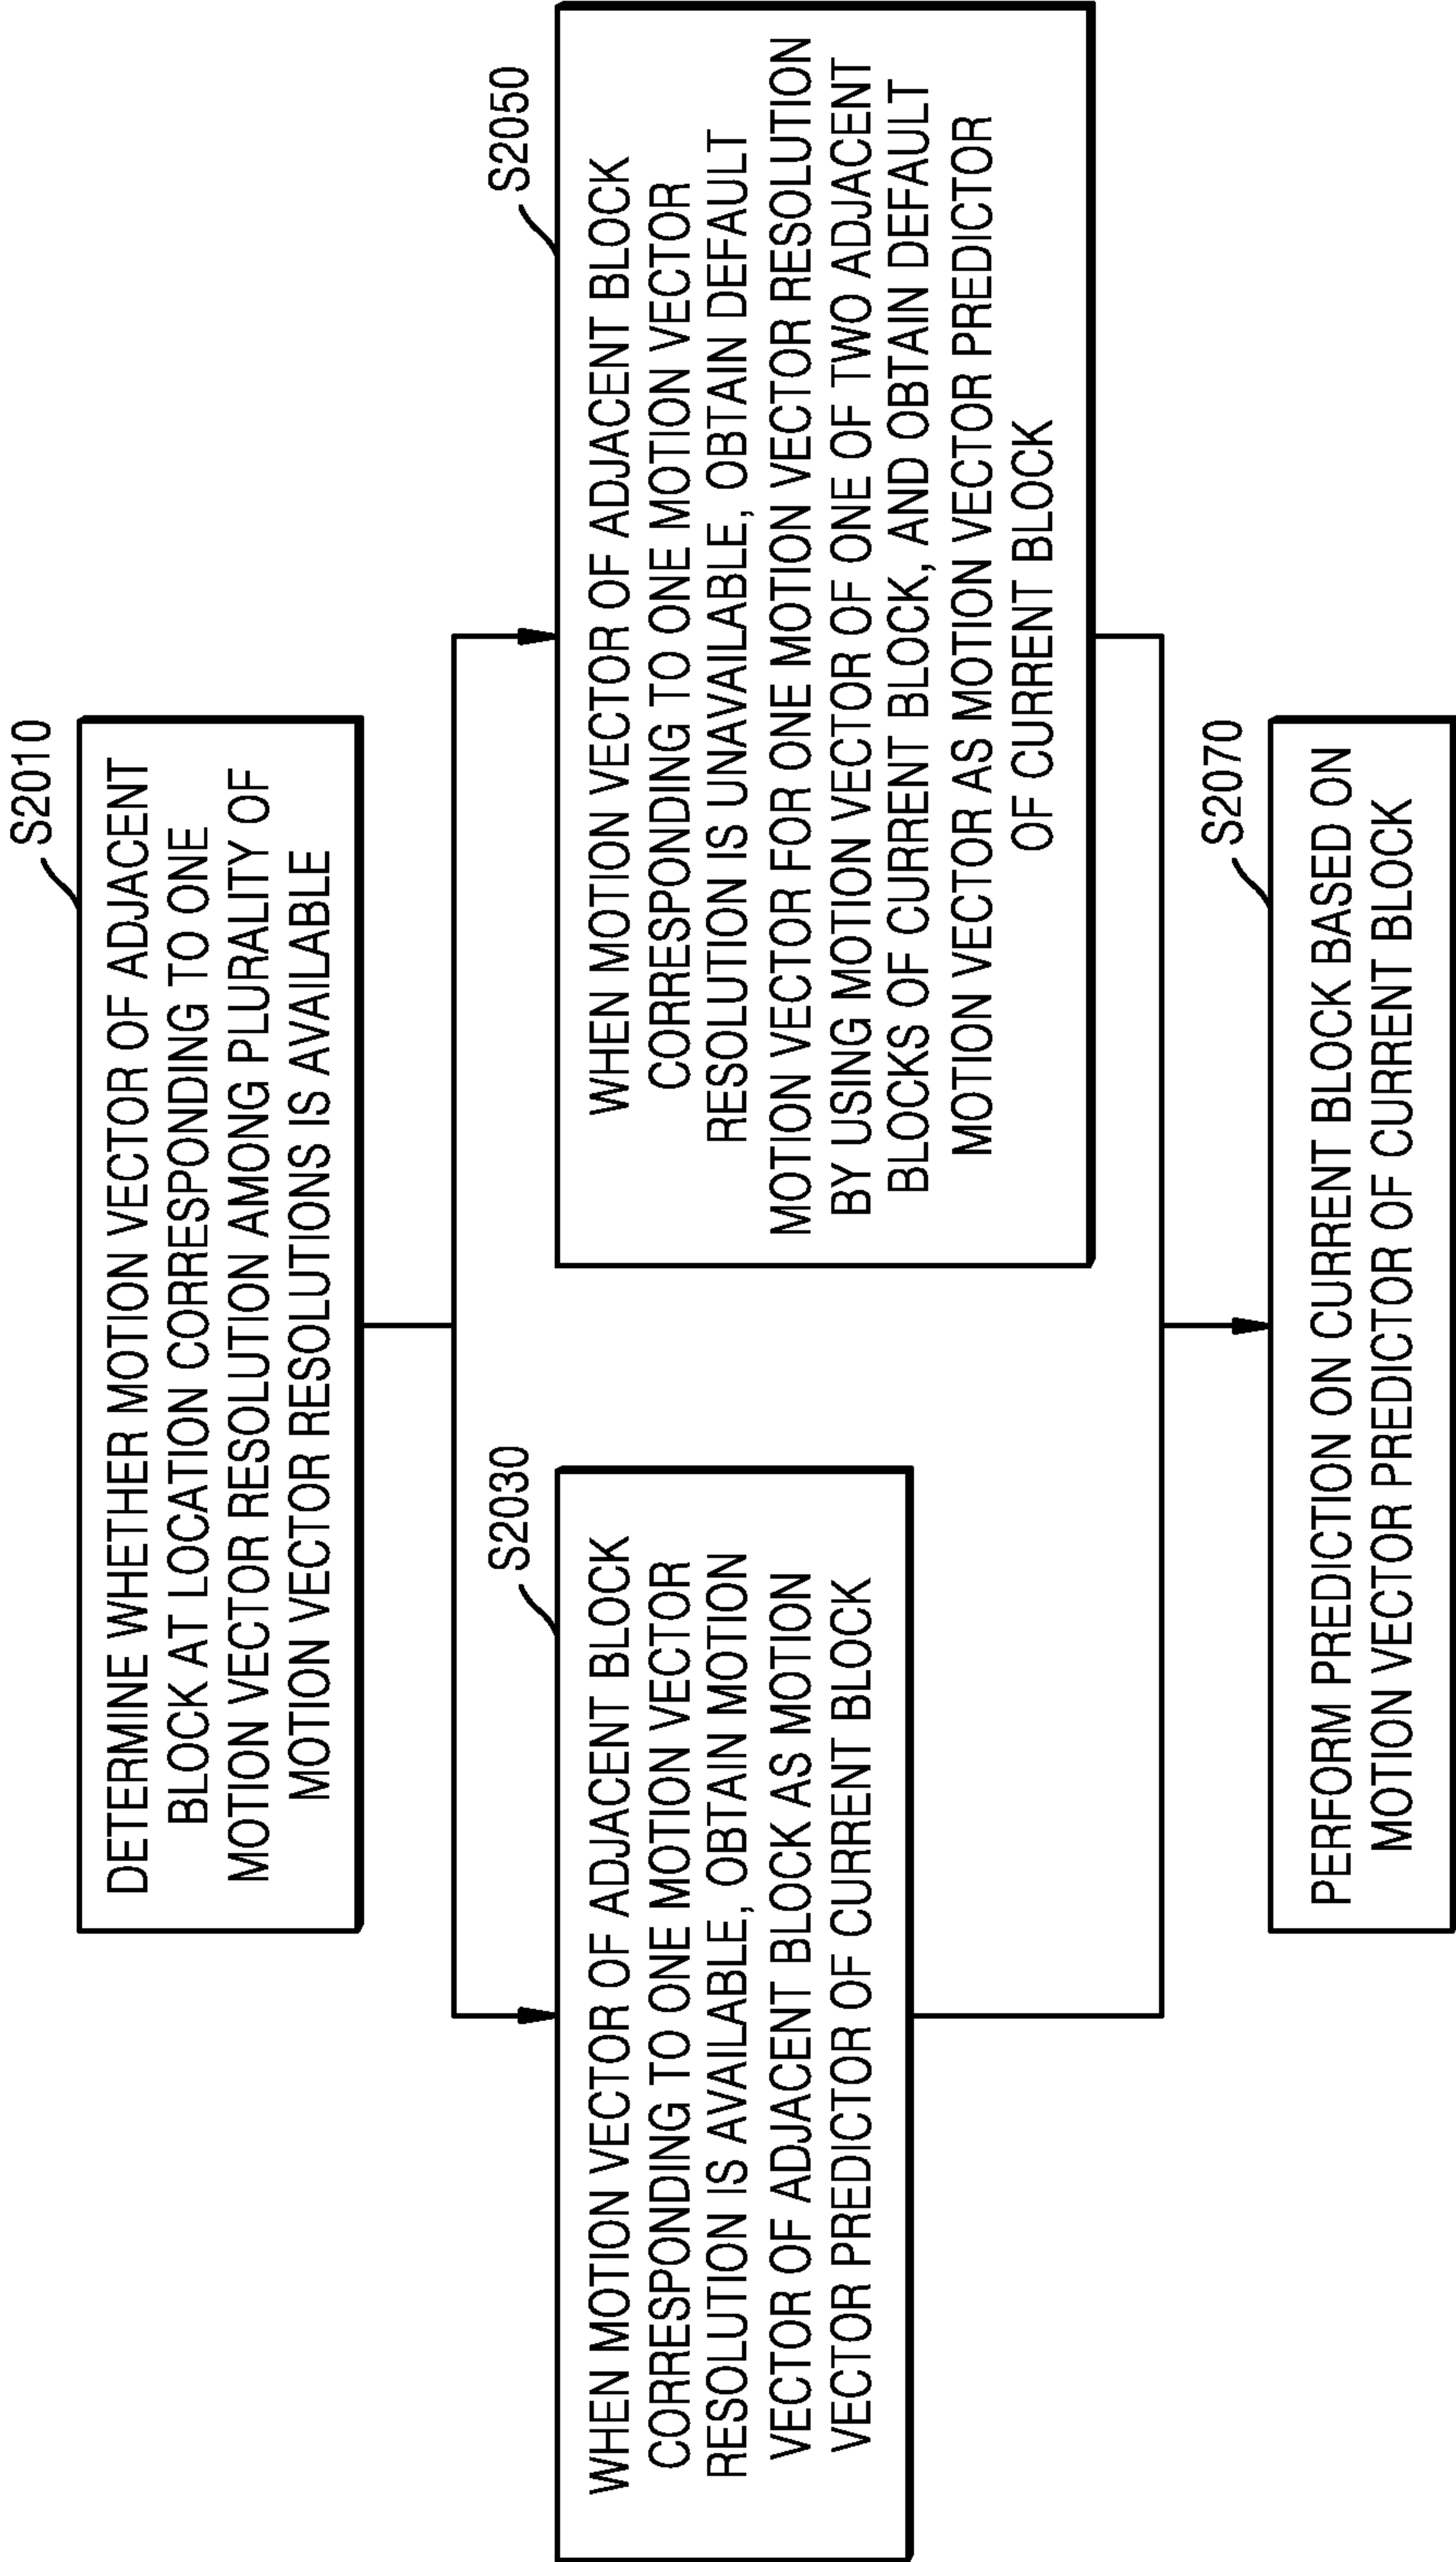 S2010
DETERMINE WHETHER MOTION VECTOR OF ADJACENT
BLOCK AT LOCATION CORRESPONDING TO ONE
MOTION VECTOR RESOLUTION AMONG PLURALITY OF
MOTION VECTOR RESOLUTIONS IS AVAILABLE
S2030
WHEN MOTION VECTOR OF ADJACENT BLOCK
CORRESPONDING TO ONE MOTION VECTOR
RESOLUTION IS AVAILABLE, OBTAIN MOTION
VECTOR OF ADJACENT BLOCK AS MOTION
VECTOR PREDICTOR OF CURRENT BLOCK
S2050
WHEN MOTION VECTOR OF ADJACENT BLOCK
CORRESPONDING TO ONE MOTION VECTOR
RESOLUTION IS UNAVAILABLE, OBTAIN DEFAULT
MOTION VECTOR FOR ONE MOTION VECTOR RESOLUTION
BY USING MOTION VECTOR OF ONE OF TWO ADJACENT
BLOCKS OF CURRENT BLOCK, AND OBTAIN DEFAULT
MOTION VECTOR AS MOTION VECTOR PREDICTOR
OF CURRENT BLOCK
S2070
PERFORM PREDICTION ON CURRENT BLOCK BASED ON
MOTION VECTOR PREDICTOR OF CURRENT BLOCK